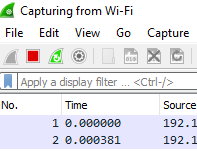 Capturing from Wi-Fi
File Edit View Go Capture
Apply a display filter ... <Ctrl-/>
No. Time Source
1 0.000000 192.1
2 0.000381 192.1